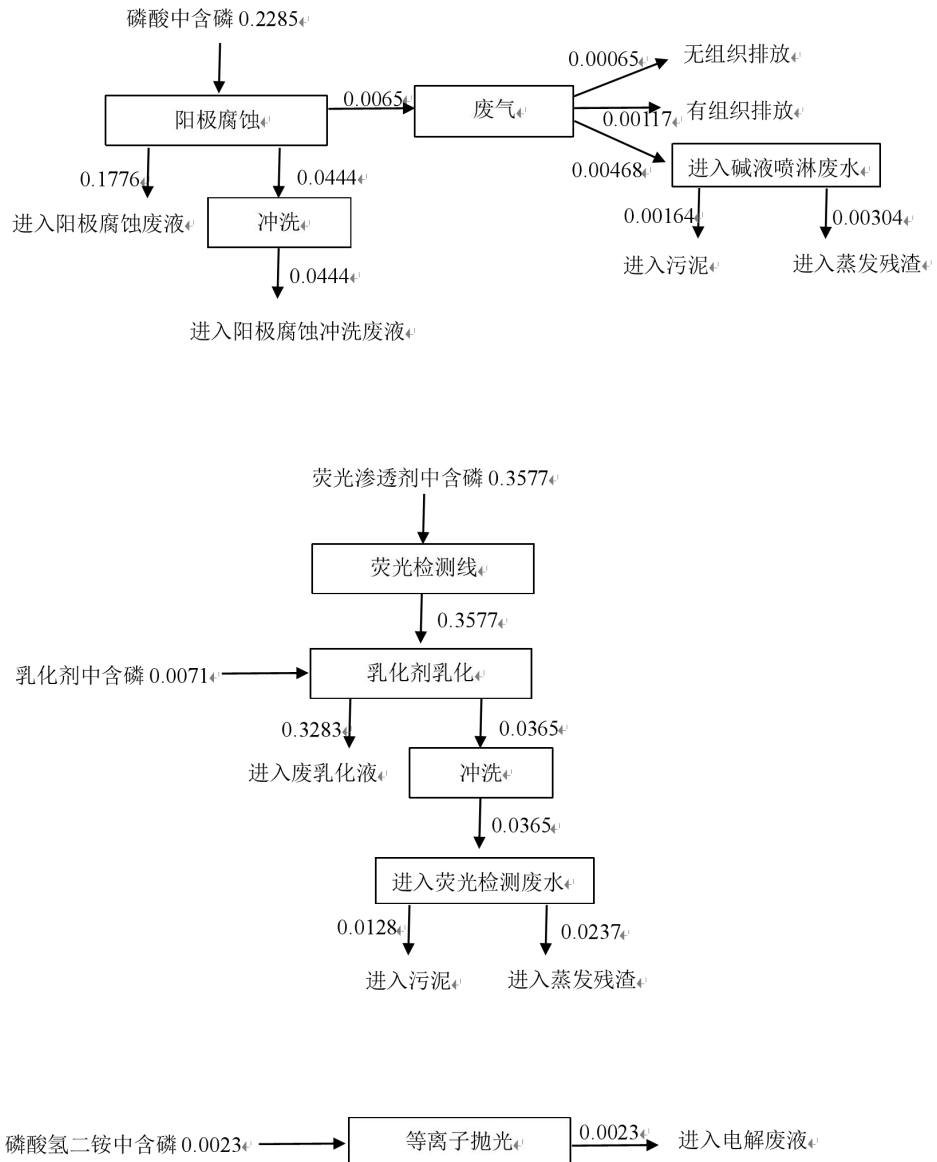 磷酸中含磷 0.2285
无组织排放
0.00065
0.0065
废气
阳极腐蚀
0.00117
有组织排放
0.00468
进入碱液喷淋废水
0.1776
0.0444
进入阳极腐蚀废液
冲洗
0.00164
0.00304
进入污泥
进入蒸发残渣
0.0444
进入阳极腐蚀冲洗废液
荧光渗透剂中含磷 0.3577
荧光检测线
0.3577
乳化剂中含磷 0.0071
乳化剂乳化
0.3283
0.0365
进入废乳化液
冲洗
0.0365
进入荧光检测废水
0.0128
0.0237
进入污泥
进入蒸发残渣
磷酸氢二铵中含磷 0.0023
等离子抛光
0.0023
进入电解废液